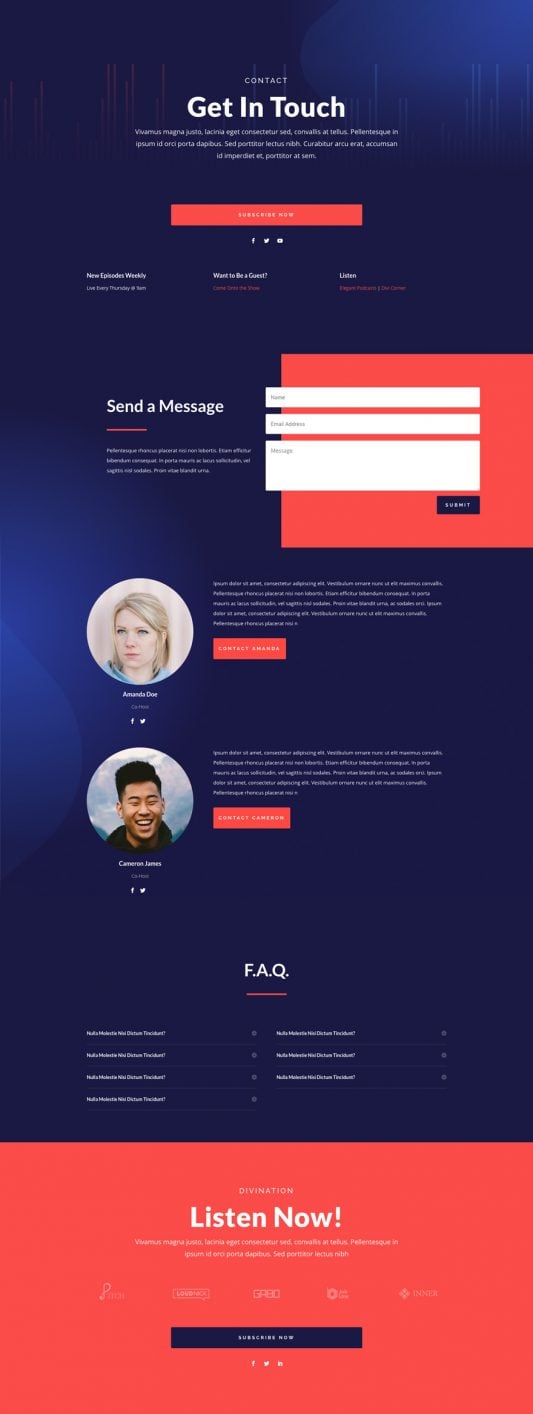 CONTACT
Get In Touch
Vivamus magna justo, lacinia eget consectetur sed, convallis at tellus. Pellentesque in
ipsum id orci porta dapibus. Sed porttitor lectus nibh. Curabitur arcu erat, accumsan
id imperdiet et, porttitor at sem.
SUBSCRIBE NOW
New Episodes Weekly
Live Every Thursday @ 9am
Want to Be a Guest?
Come Onto the Show
Listen
Elegant Podcasts | Divi Corner
Send a Message
Pellentesque rhoncus placerat nisi non lobortis. Etiam efficitur
bibendum consequat. In porta mauris ac lacus sollicitudin, vel
sagittis nisl sodales. Proin vitae blandit urna.
Name
Email Address
Message
SUBMIT
Ipsum dolor sit amet, consectetur adipiscing elit. Vestibulum ornare nunc ut elit maximus convallis.
Pellentesque rhoncus placerat nisi non lobortis. Etiam efficitur bibendum consequat. In porta
mauris ac lacus sollicitudin, vel sagittis nisl sodales. Proin vitae blandit urna, ac sodales orci. Ipsum
dolor sit amet, consectetur adipiscing elit. Vestibulum ornare nunc ut elit maximus convallis.
Pellentesque rhoncus placerat nisi n
CONTACT AMANDA
Amanda Doe
Co-Host
Ipsum dolor sit amet, consectetur adipiscing elit. Vestibulum ornare nunc ut elit maximus convallis.
Pellentesque rhoncus placerat nisi non lobortis. Etiam efficitur bibendum consequat. In porta
mauris ac lacus sollicitudin, vel sagittis nisl sodales. Proin vitae blandit urna, ac sodales orci. Ipsum
dolor sit amet, consectetur adipiscing elit. Vestibulum ornare nunc ut elit maximus convallis.
Pellentesque rhoncus placerat nisi n
CONTACT CAMERON
Cameron James
Co-Host
F.A.Q.
Nulla Molestie Nisi Dictum Tincidunt?
Nulla Molestie Nisi Dictum Tincidunt?
Nulla Molestie Nisi Dictum Tincidunt?
Nulla Molestie Nisi Dictum Tincidunt?
Nulla Molestie Nisi Dictum Tincidunt?
Nulla Molestie Nisi Dictum Tincidunt?
Nulla Molestie Nisi Dictum Tincidunt?
DIVINATION
Listen Now!
Vivamus magna justo, lacinia eget consectetur sed, convallis at tellus. Pellentesque in
ipsum id orci porta dapibus. Sed porttitor lectus nibh
PITCH
LOUDNICK
INNER
SUBSCRIBE NOW